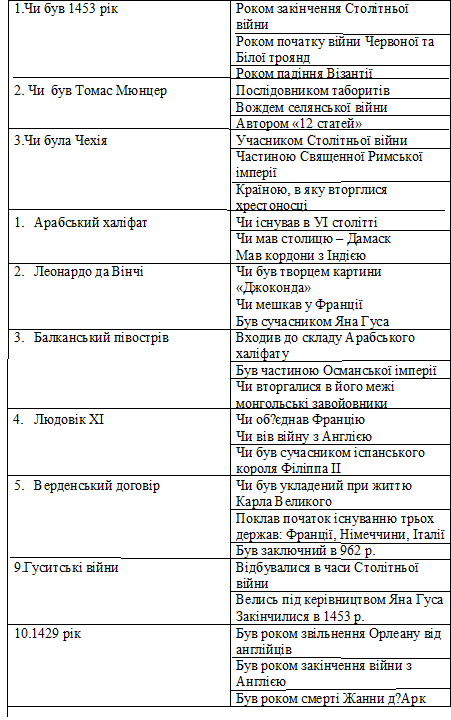 1.Чи був 1453 рік
Роком закінчення Столітньої
війни
Роком початку війни Червоної та
Білої троянд
Роком падіння Візантії
2. Чи був Томас Мюнцер
Послідовником таборитів
Вождем селянської війни
Автором «12 статей»
3.Чи була Чехія
Учасником Столітньої війни
Частиною Священної Римської
імперії
Країною, в яку вторглися
хрестоносці
1. Арабський халіфат
Чи існував в УІ столітті
Чи мав столицю – Дамаск
Мав кордони з Індією
2. Леонардо да Вінчі
Чи був творцем картини
«Джоконда»
Чи мешкав у Франції
Був сучасником Яна Гуса
3. Балканський півострів
Входив до складу Арабського
халіфату
Був частиною Османської імперії
Чи вторгалися в його межі
монгольські завойовники
4. Людовік ХІ
Чи об?єднав Францію
Чи вів війну з Англією
Чи був сучасником іспанського
короля Філіппа ІІ
5. Верденський договір
Чи був укладений при життю
Карла Великого
Поклав початок існуванню трьох
держав: Франції, Німеччини, Італії
Був заключний в 962 р.
9.Гуситські війни
Відбувалися в часи Столітньої
війни
Велись під керівництвом Яна Гуса
Закінчилися в 1453 р.
10.1429 рік
Був роком звільнення Орлеану від
англійців
Був роком закінчення війни з
Англією
Був роком смерті Жанни д?Арк